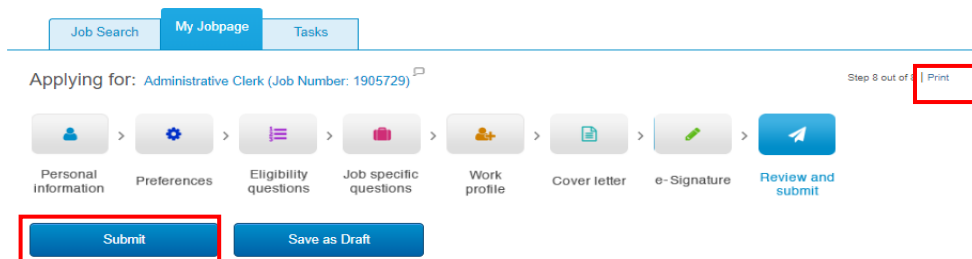 Job Search My Jobpage Tasks
Applying for: Administrative Clerk (Job Number: 1905729) Step 8 out of 8 | Print
Personal information Preferences Eligibility questions Job specific questions Work profile Cover letter e-Signature Review and submit
Submit Save as Draft